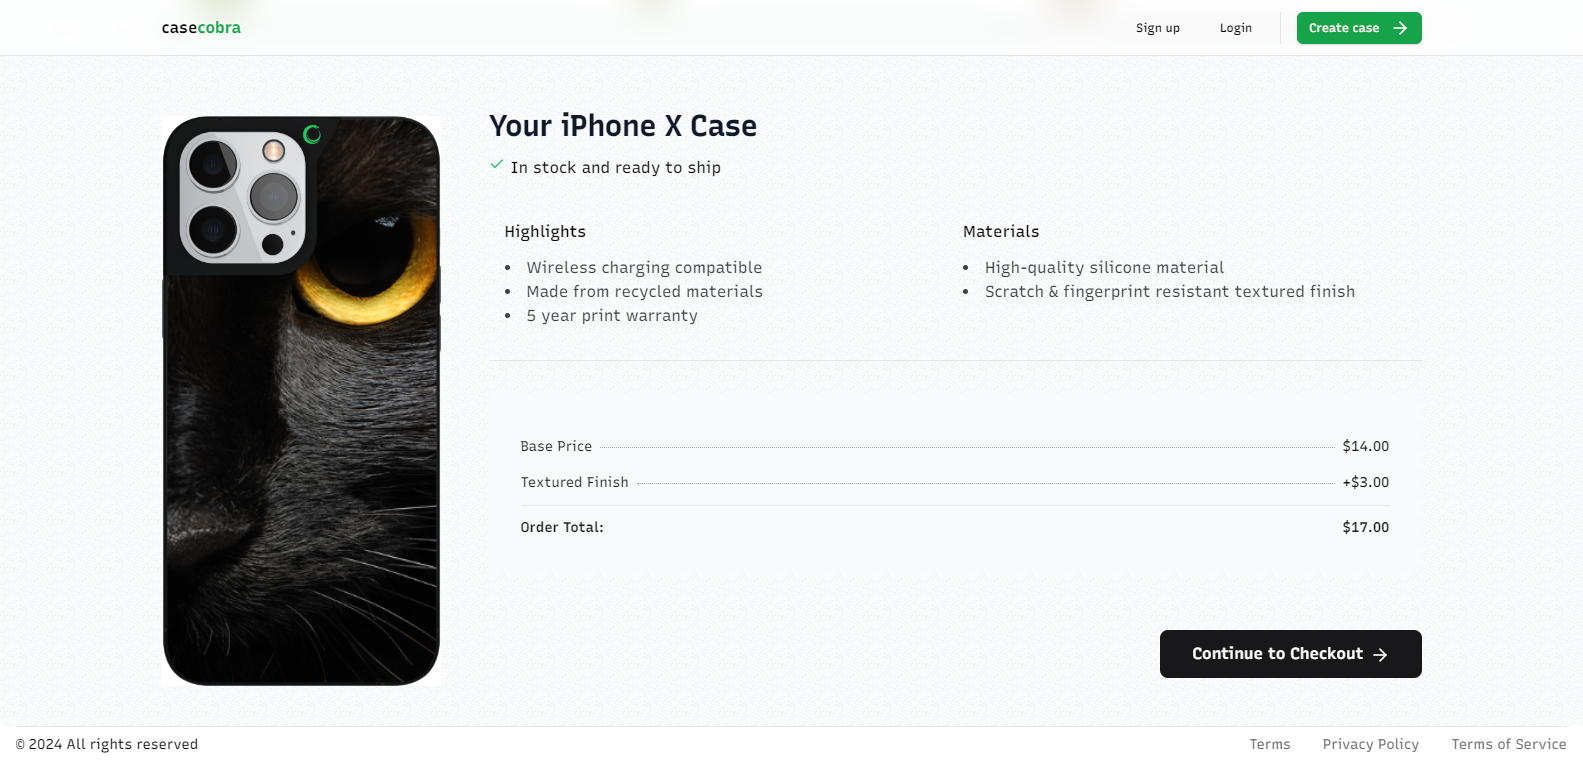 casecobra
Sign up
Login
Create case
Your iPhone X Case
In stock and ready to ship
Highlights
• Wireless charging compatible
• Made from recycled materials
• 5 year print warranty
Materials
• High-quality silicone material
• Scratch & fingerprint resistant textured finish
Base Price $14.00
Textured Finish +$3.00
Order Total: $17.00
Continue to Checkout
© 2024 All rights reserved
Terms
Privacy Policy
Terms of Service